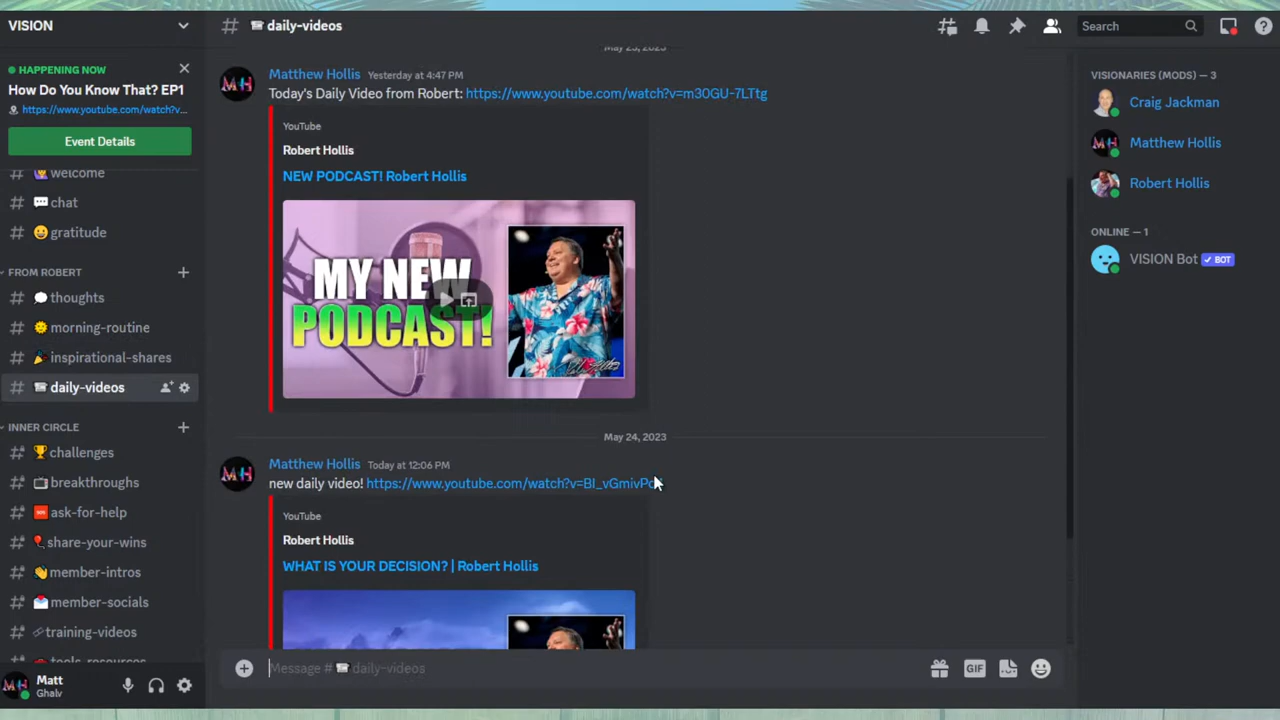 VISION
daily-videos
Search
HAPPENING NOW
How Do You Know That? EP1
https://www.youtube.com/watch?v...
Event Details
welcome
chat
gratitude
FROM ROBERT
thoughts
morning-routine
inspirational-shares
daily-videos
INNER CIRCLE
challenges
breakthroughs
ask-for-help
share-your-wins
member-intros
member-socials
training-videos
tools-resources
Matt
Ghalv
May 23, 2023
Matthew Hollis Yesterday at 4:47 PM
Today's Daily Video from Robert: https://www.youtube.com/watch?v=m30GU-7LTtg
YouTube
Robert Hollis
NEW PODCAST! Robert Hollis
MY NEW
PODCAST!
May 24, 2023
Matthew Hollis Today at 12:06 PM
new daily video!
YouTube
Robert Hollis
WHAT IS YOUR DECISION? | Robert Hollis
Message # daily-videos
GIF
VISIONARIES (MODS) — 3
Craig Jackman
Matthew Hollis
Robert Hollis
ONLINE — 1
VISION Bot ✓ BOT